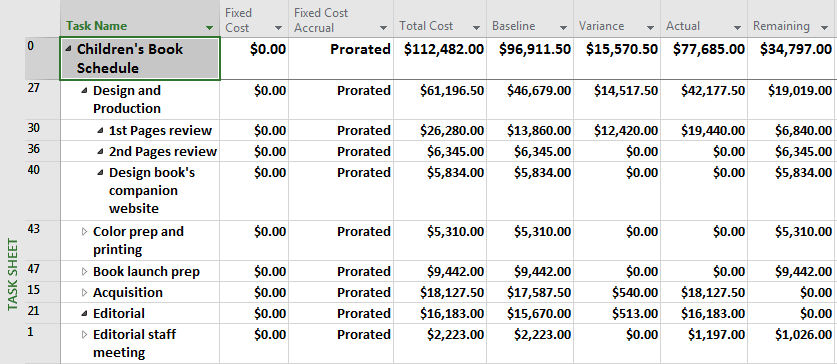 Task Name Fixed Cost Fixed Cost Accrual Total Cost Baseline Variance Actual Remaining
0 Children's Book Schedule $0.00 Prorated $112,482.00 $96,911.50 $15,570.50 $77,685.00 $34,797.00
27 Design and Production $0.00 Prorated $61,196.50 $46,679.00 $14,517.50 $42,177.50 $19,019.00
30 1st Pages review $0.00 Prorated $26,280.00 $13,860.00 $12,420.00 $19,440.00 $6,840.00
36 2nd Pages review $0.00 Prorated $6,345.00 $6,345.00 $0.00 $0.00 $6,345.00
40 Design book's companion website $0.00 Prorated $5,834.00 $5,834.00 $0.00 $0.00 $5,834.00
43 Color prep and printing $0.00 Prorated $5,310.00 $5,310.00 $0.00 $0.00 $5,310.00
47 Book launch prep $0.00 Prorated $9,442.00 $9,442.00 $0.00 $0.00 $9,442.00
15 Acquisition $0.00 Prorated $18,127.50 $17,587.50 $540.00 $18,127.50 $0.00
21 Editorial $0.00 Prorated $16,183.00 $15,670.00 $513.00 $16,183.00 $0.00
1 Editorial staff meeting $0.00 Prorated $2,223.00 $2,223.00 $0.00 $1,197.00 $1,026.00
TASK SHEET